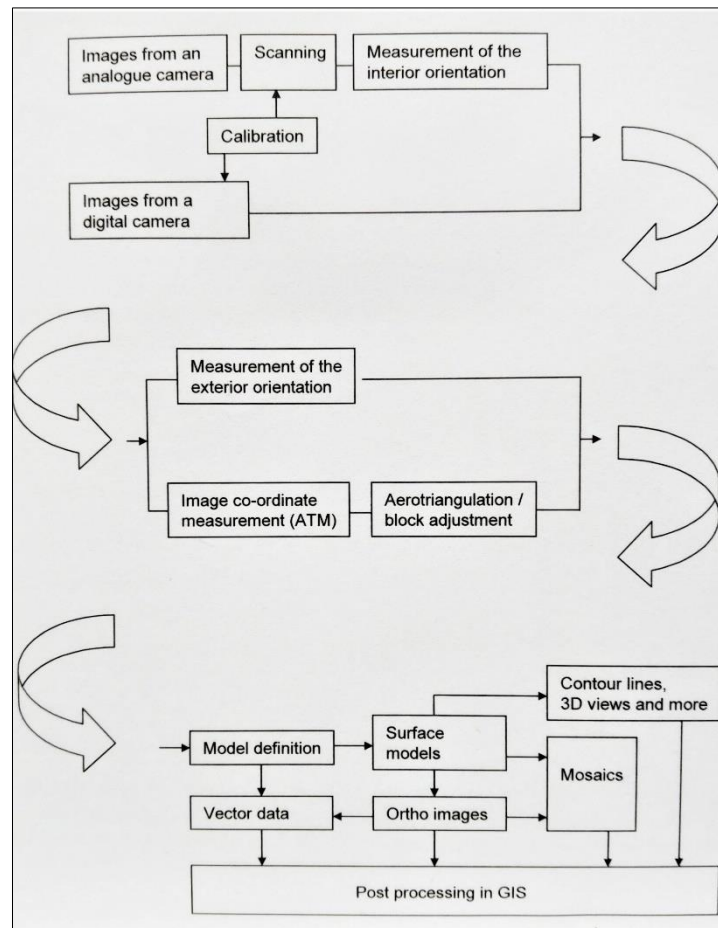 Images from an
analogue camera
Scanning
Measurement of the
interior orientation
Calibration
Images from a
digital camera
Measurement of the
exterior orientation
Image co-ordinate
measurement (ATM)
Aerotriangulation /
block adjustment
Contour lines,
3D views and more
Model definition
Surface
models
Mosaics
Vector data
Ortho images
Post processing in GIS